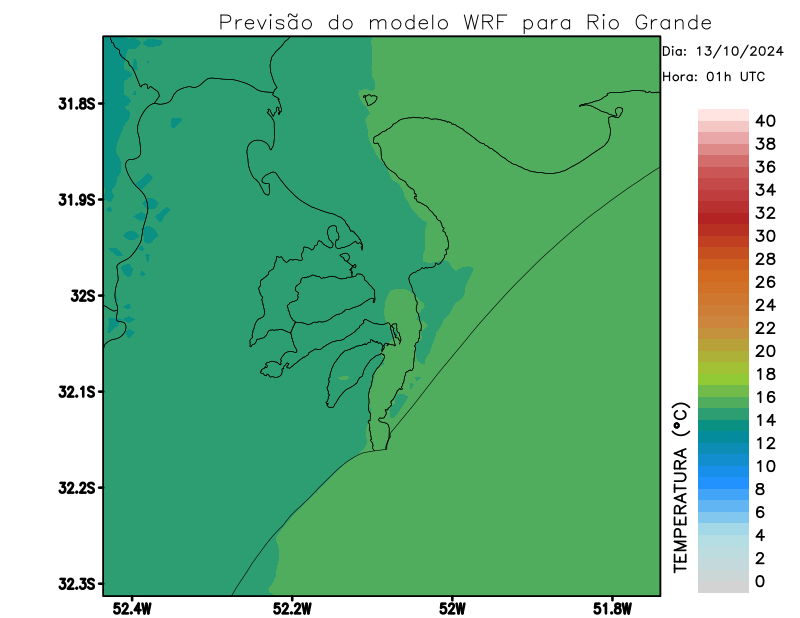 Previsão do modelo WRF para Rio Grande
Dia: 13/10/2024
Hora: 01h UTC
31.8S
31.9S
32S
32.1S
32.2S
32.3S
52.4W
52.2W
52W
51.8W
40
38
36
34
32
30
28
26
24
22
20
18
16
14
12
10
8
6
4
2
0
TEMPERATURA (°C)